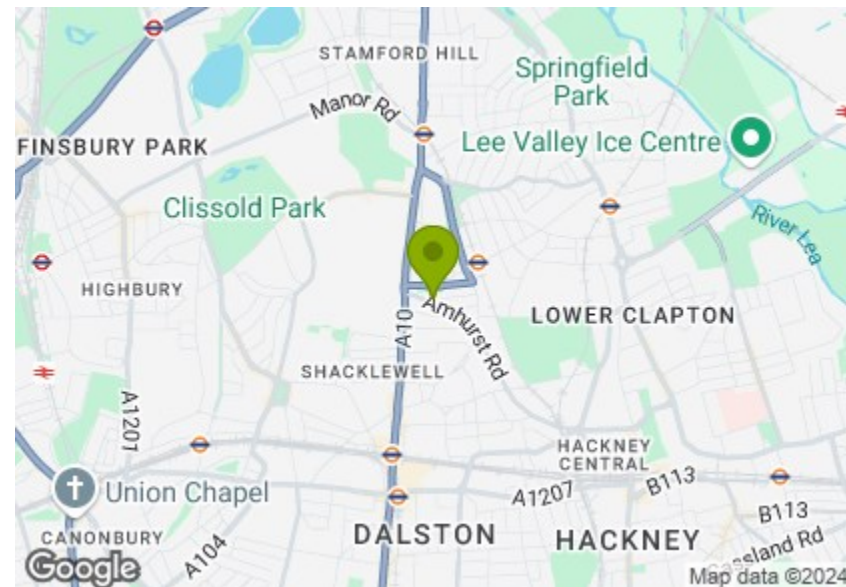 STAMFORD HILL
Springfield
Park
Manor Rd
Lee Valley Ice Centre
FINSBURY PARK
Clissold Park
River Lea
HIGHBURY
Amhurst Rd
LOWER CLAPTON
A10
SHACKLEWELL
A1201
HACKNEY
CENTRAL
Union Chapel
A1207
B113
B113
CANONBURY
A104
DALSTON
HACKNEY
Rd
Google
Map data ©2024